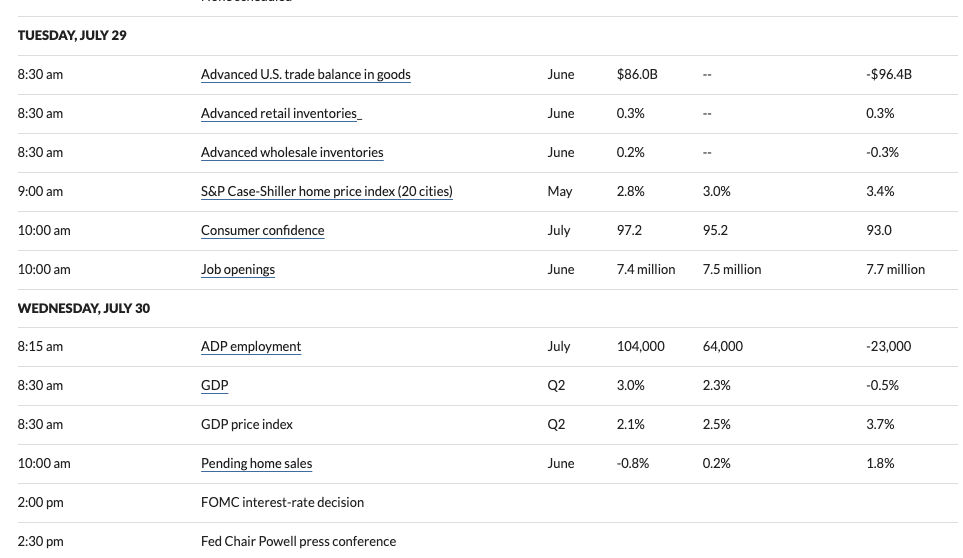 TUESDAY, JULY 29
8:30 am Advanced U.S. trade balance in goods June $86.0B -- -$96.4B
8:30 am Advanced retail inventories_ June 0.3% -- 0.3%
8:30 am Advanced wholesale inventories June 0.2% -- -0.3%
9:00 am S&P Case-Shiller home price index (20 cities) May 2.8% 3.0% 3.4%
10:00 am Consumer confidence July 97.2 95.2 93.0
10:00 am Job openings June 7.4 million 7.5 million 7.7 million
WEDNESDAY, JULY 30
8:15 am ADP employment July 104,000 64,000 -23,000
8:30 am GDP Q2 3.0% 2.3% -0.5%
8:30 am GDP price index Q2 2.1% 2.5% 3.7%
10:00 am Pending home sales June -0.8% 0.2% 1.8%
2:00 pm FOMC interest-rate decision
2:30 pm Fed Chair Powell press conference